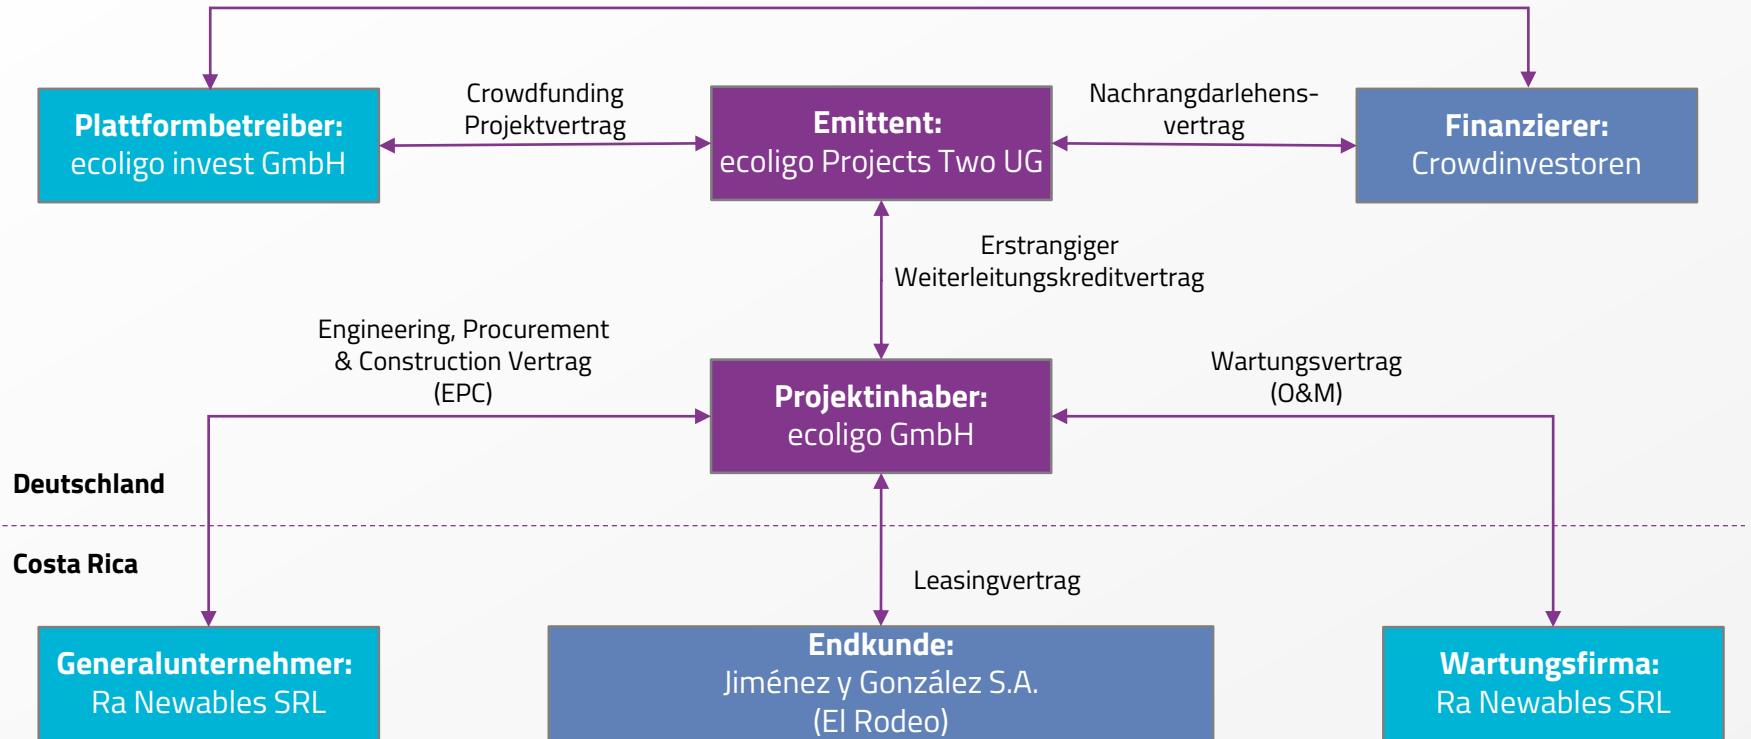 Crowdfunding
Projektvertrag
Nachrangdarlehens-
vertrag
Plattformbetreiber:
ecoligo invest GmbH
Emittent:
ecoligo Projects Two UG
Finanzierer:
Crowdinvestoren
Erstrangiger
Weiterleitungskreditvertrag
Engineering, Procurement
& Construction Vertrag
(EPC)
Wartungsvertrag
(O&M)
Projektinhaber:
ecoligo GmbH
Deutschland
Costa Rica
Leasingvertrag
Generalunternehmer:
Ra Newables SRL
Endkunde:
Jiménez y González S.A.
(El Rodeo)
Wartungsfirma:
Ra Newables SRL